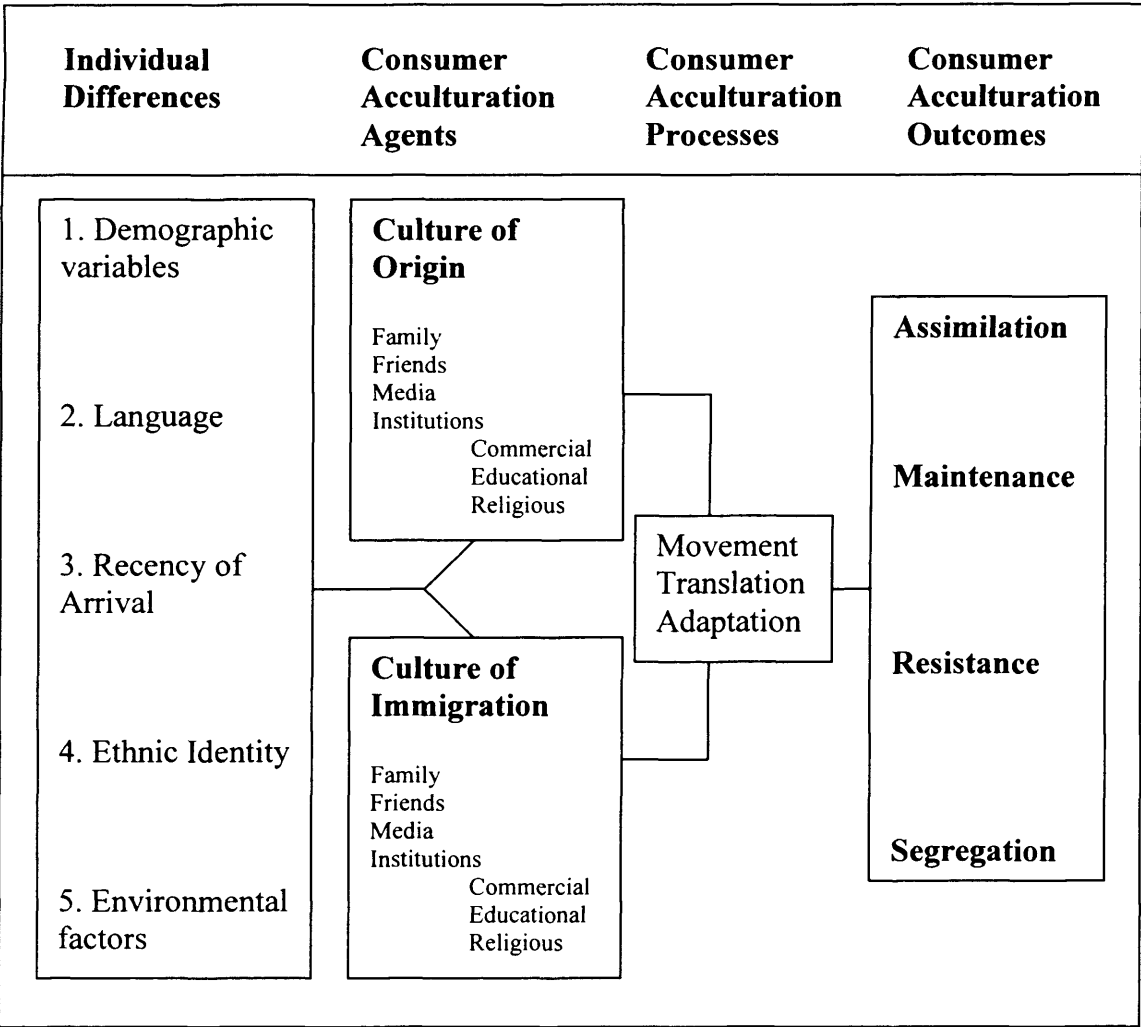 Individual
Differences
Consumer
Acculturation
Agents
Consumer
Acculturation
Processes
Consumer
Acculturation
Outcomes
1. Demographic
variables
2. Language
3. Recency of
Arrival
4. Ethnic Identity
5. Environmental
factors
Culture of
Origin
Family
Friends
Media
Institutions
Commercial
Educational
Religious
Culture of
Immigration
Family
Friends
Media
Institutions
Commercial
Educational
Religious
Movement
Translation
Adaptation
Assimilation
Maintenance
Resistance
Segregation